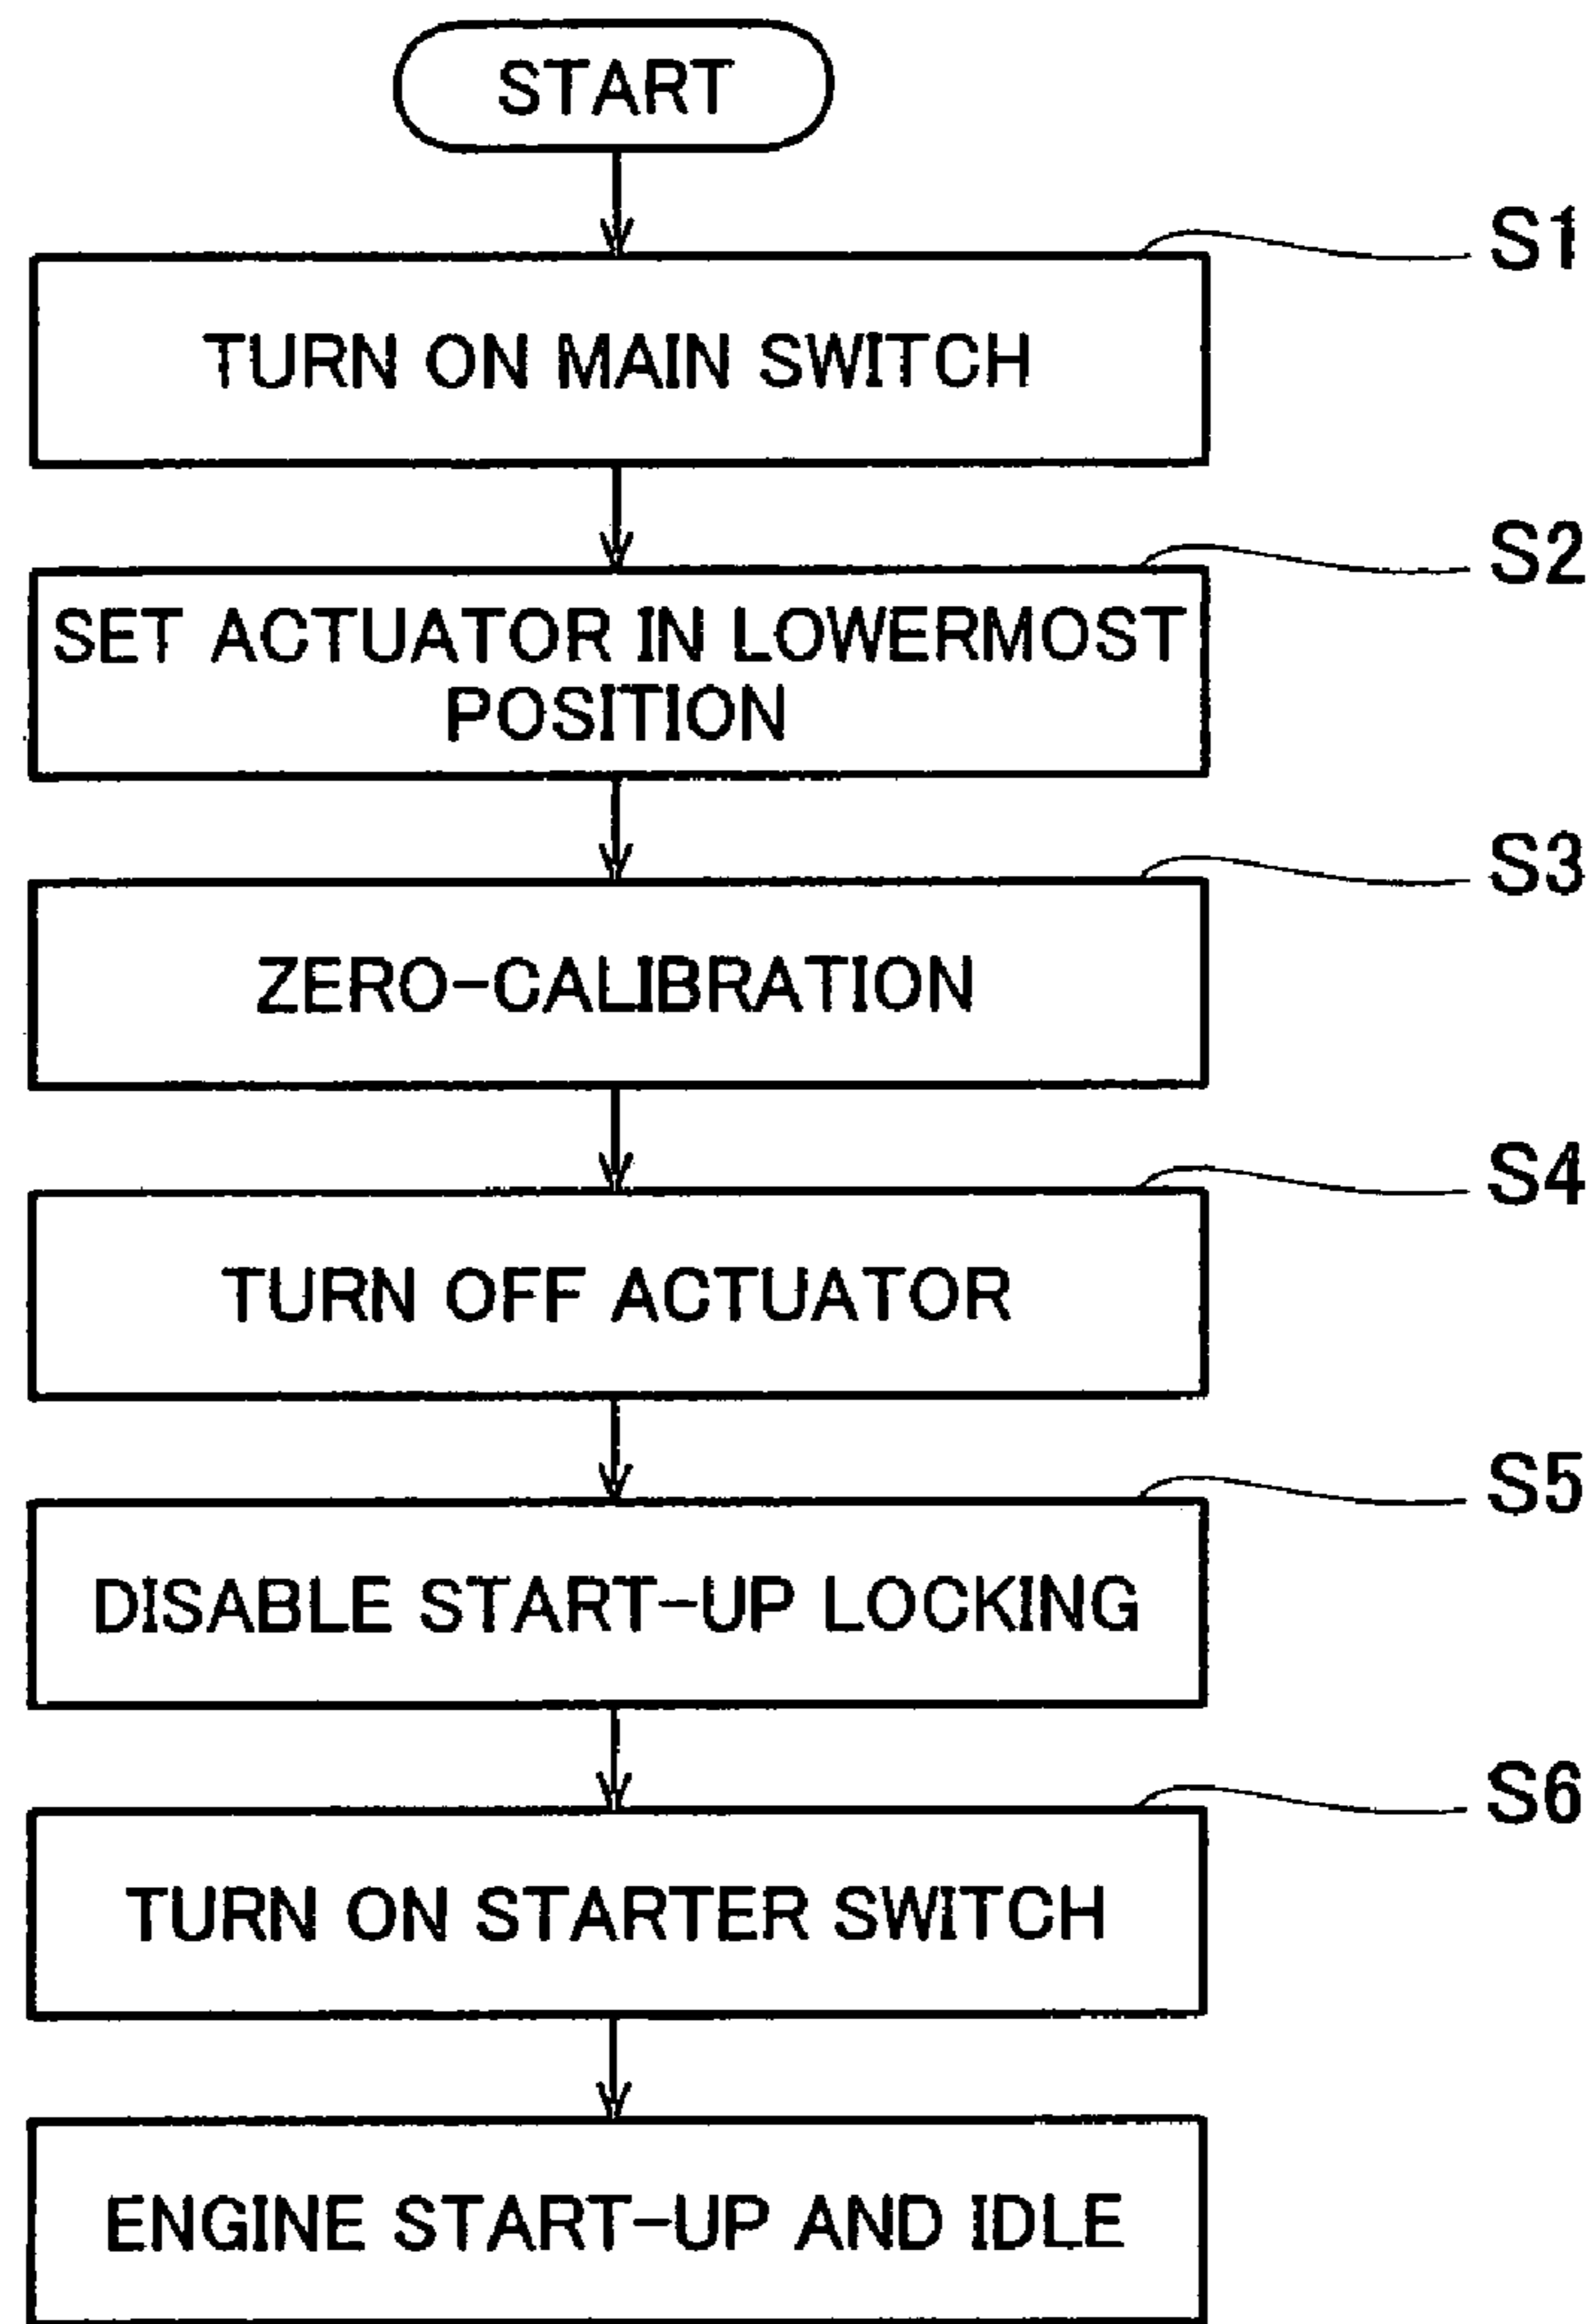 START
S1
TURN ON MAIN SWITCH
S2
SET ACTUATOR IN LOWERMOST
POSITION
S3
ZERO-CALIBRATION
S4
TURN OFF ACTUATOR
S5
DISABLE START-UP LOCKING
S6
TURN ON STARTER SWITCH
ENGINE START-UP AND IDLE